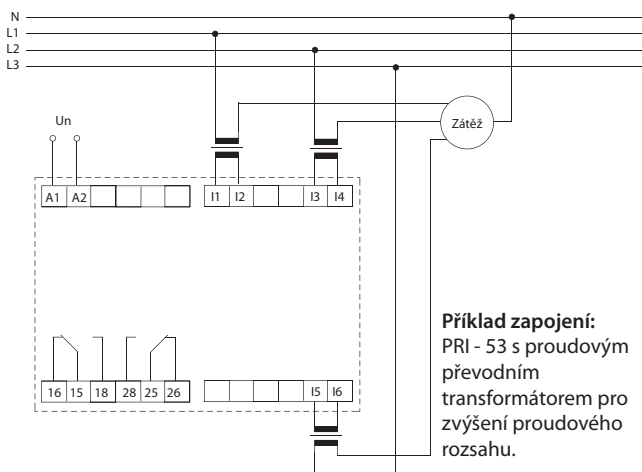 N
L1
L2
L3
Un
Zátěž
A1 A2 I1 I2 I3 I4
Příklad zapojení:
PRI - 53 s proudovým
převodním
transformátorem pro
zvýšení proudového
rozsahu.
16 15 18 28 25 26 I5 I6